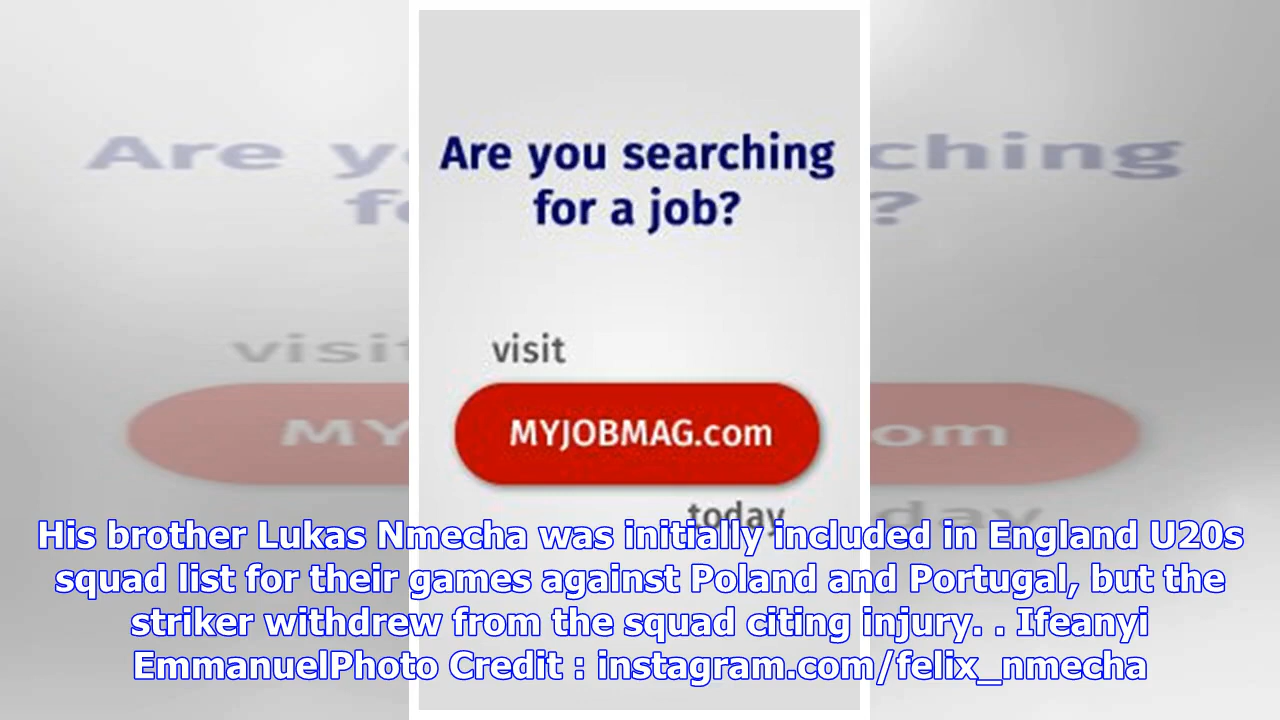 Are you searching
for a job?
visit
MYJOBMAG.com
today
His brother Lukas Nmecha was initially included in England U20s
squad list for their games against Poland and Portugal, but the
striker withdrew from the squad citing injury. . Ifeanyi
EmmanuelPhoto Credit : instagram.com/felix_nmecha